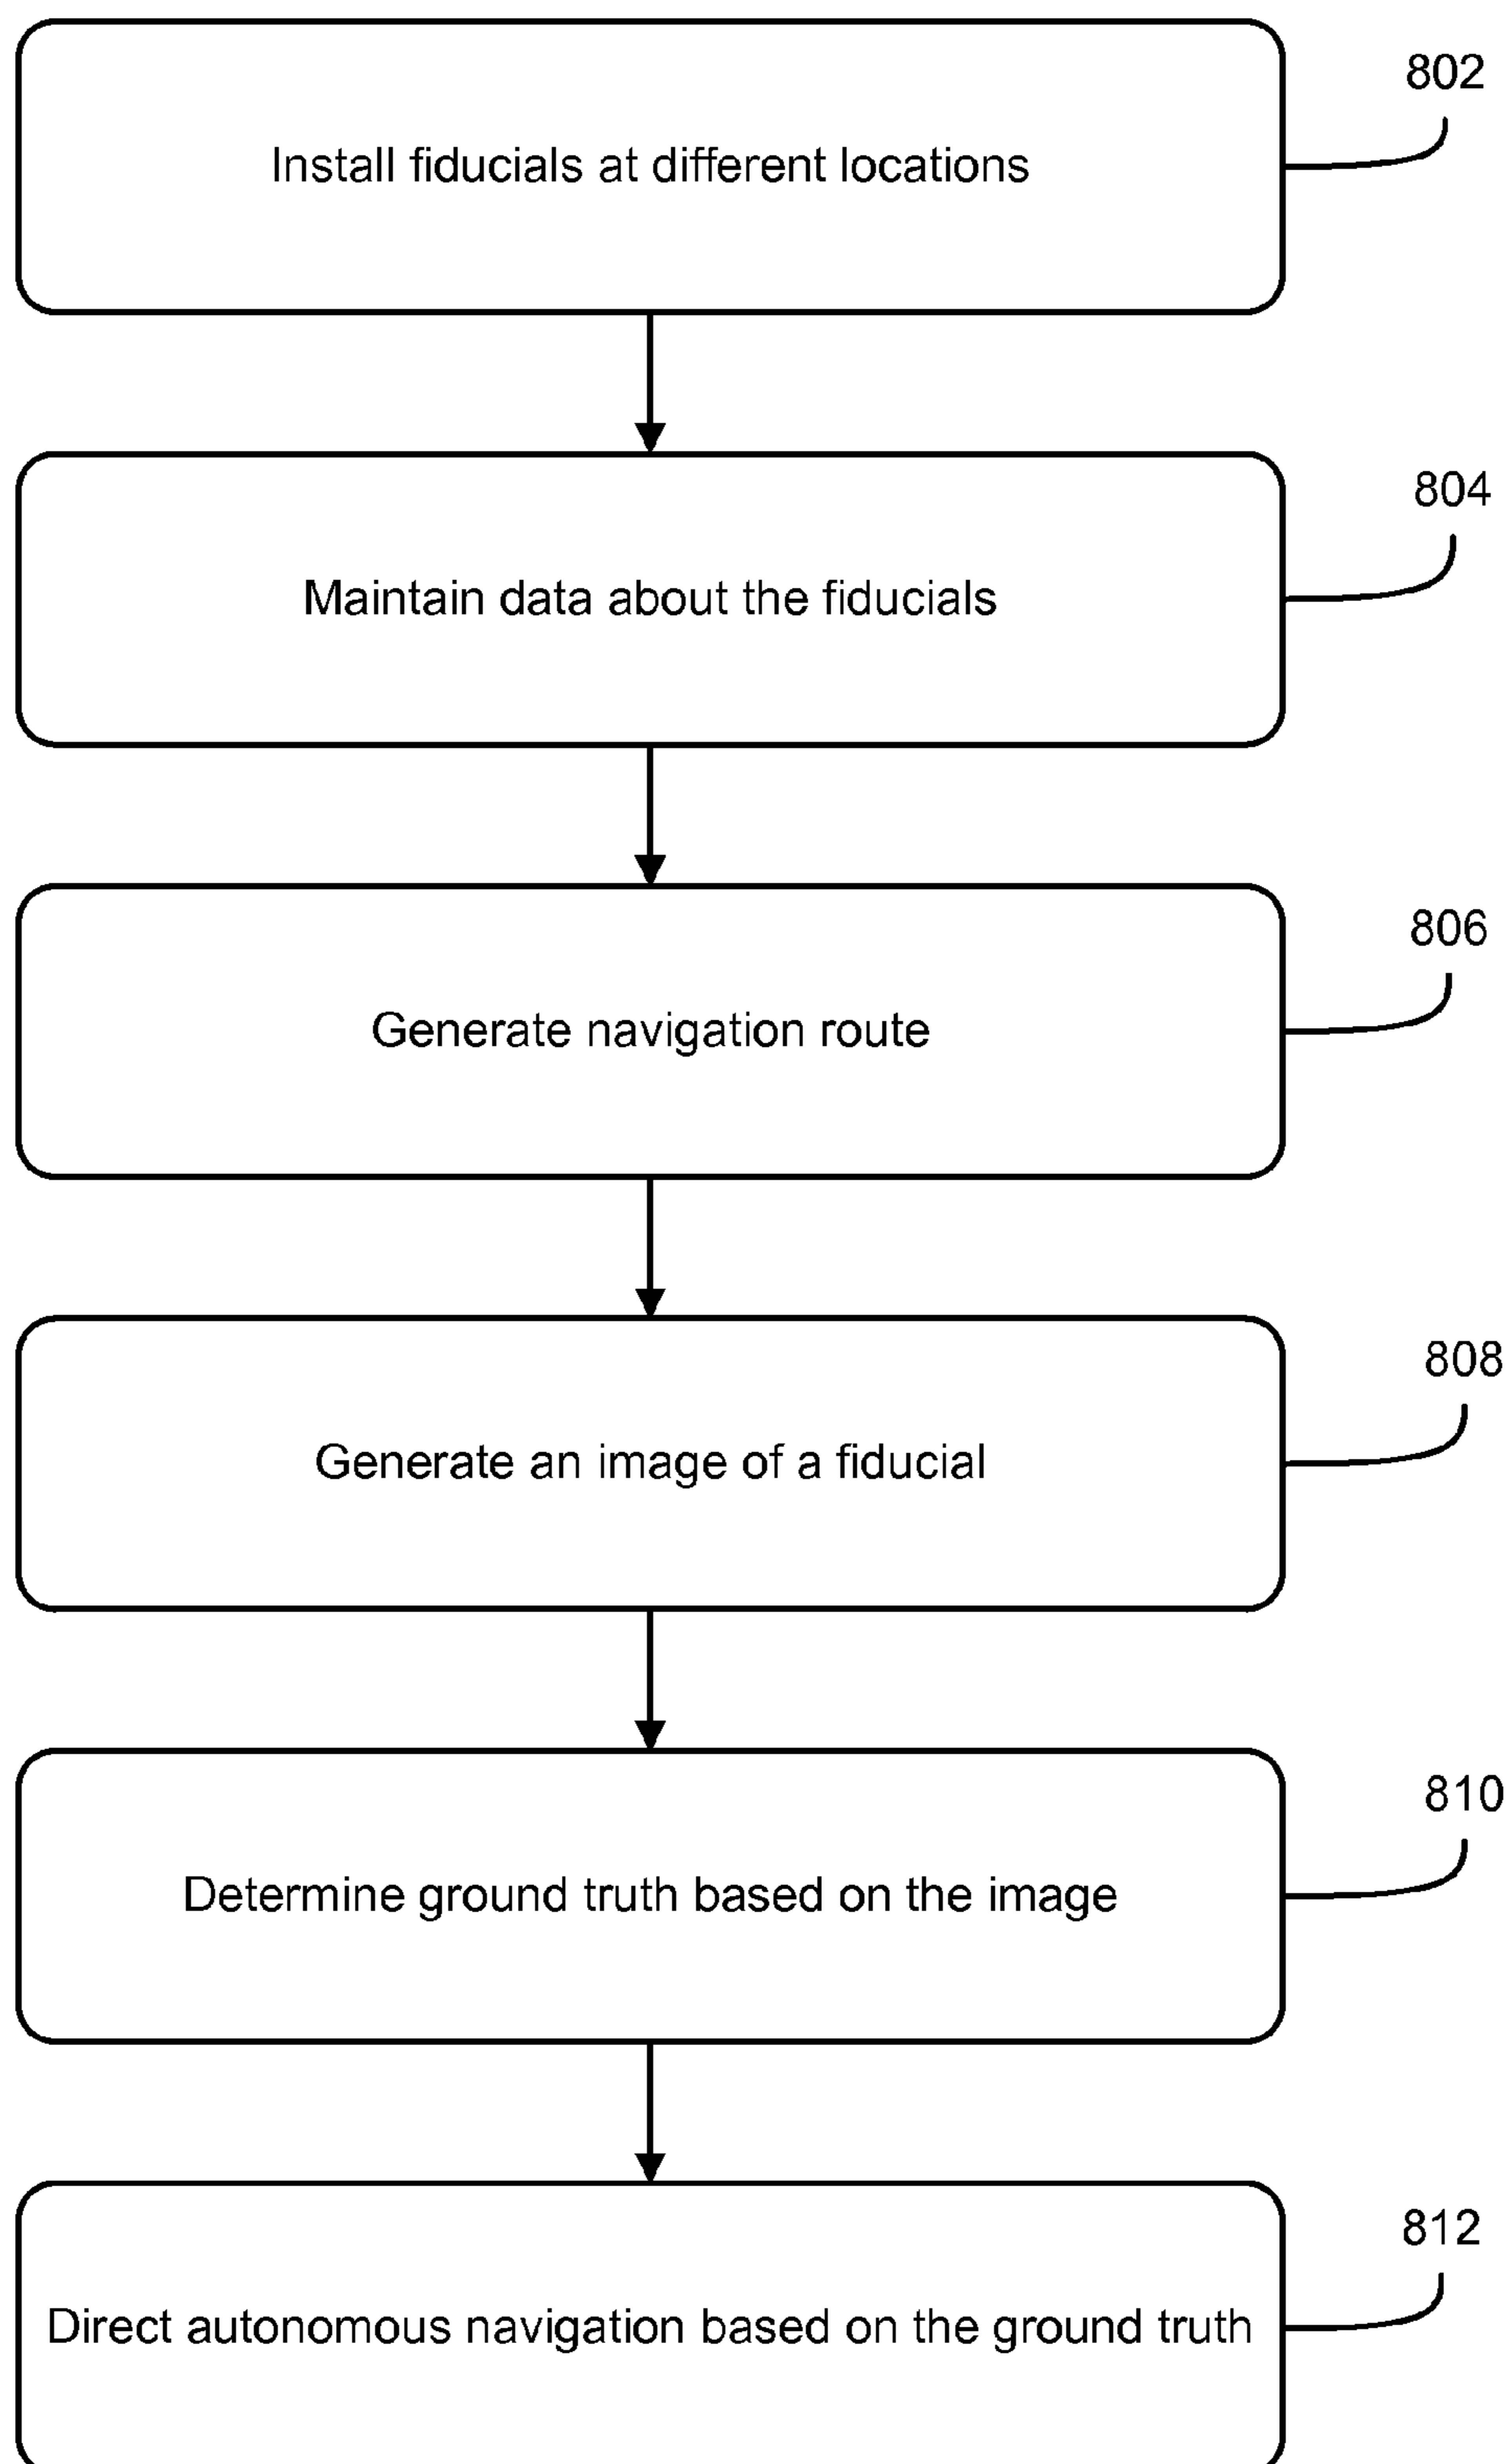 802
Install fiducials at different locations
804
Maintain data about the fiducials
806
Generate navigation route
808
Generate an image of a fiducial
810
Determine ground truth based on the image
812
Direct autonomous navigation based on the ground truth